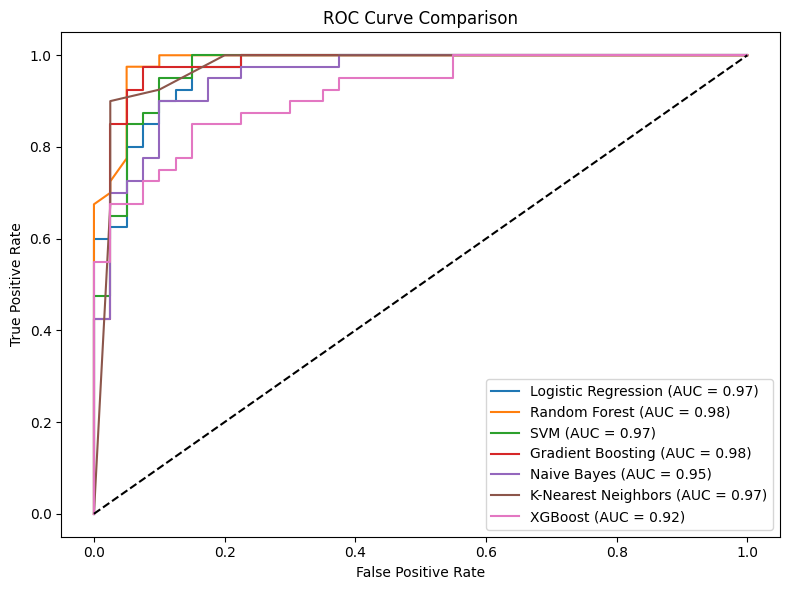 ROC Curve Comparison
True Positive Rate
1.0
0.8
0.6
0.4
0.2
0.0
Logistic Regression (AUC = 0.97)
Random Forest (AUC = 0.98)
SVM (AUC = 0.97)
Gradient Boosting (AUC = 0.98)
Naive Bayes (AUC = 0.95)
K-Nearest Neighbors (AUC = 0.97)
XGBoost (AUC = 0.92)
0.0 0.2 0.4 0.6 0.8 1.0
False Positive Rate